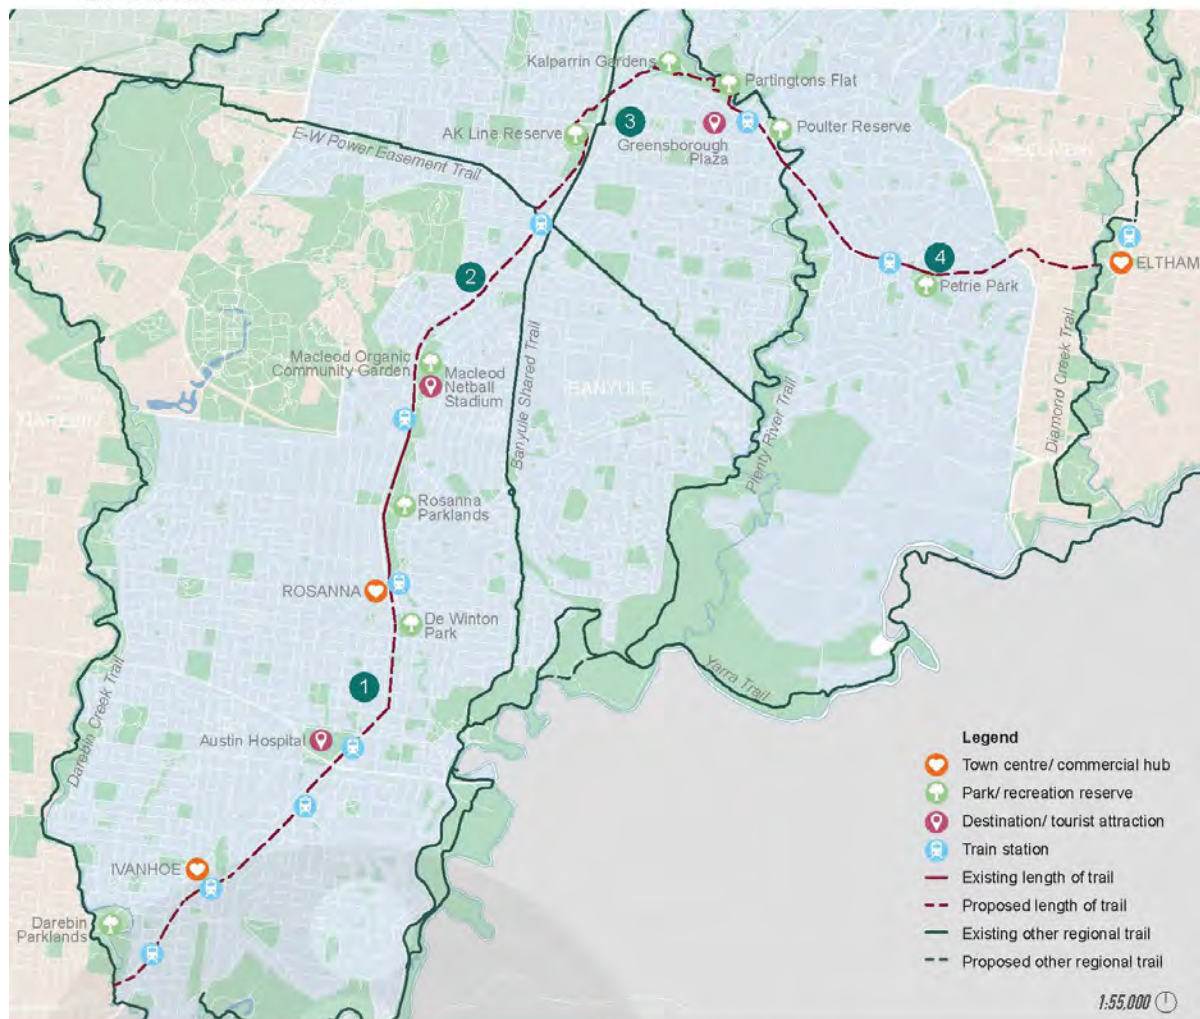 Kalparrin Gardens
Partingtons Flat
AK Line Reserve
3
Greensborough
Plaza
Poulter Reserve
E-W Power Easement Trail
2
4
ELTHAM
Petrie Park
Macleod Organic
Community Garden
Macleod
Netball
Stadium
BANYULE
Banyule Shared Trail
Plenty River Trail
Diamond Creek Trail
Rosanna
Parklands
ROSANNA
De Winton
Park
Yarra Trail
Darebin Creek Trail
1
Austin Hospital
IVANHOE
Darebin
Parklands
Legend
Town centre/ commercial hub
Park/ recreation reserve
Destination/ tourist attraction
Train station
Existing length of trail
Proposed length of trail
Existing other regional trail
Proposed other regional trail
1:55,000